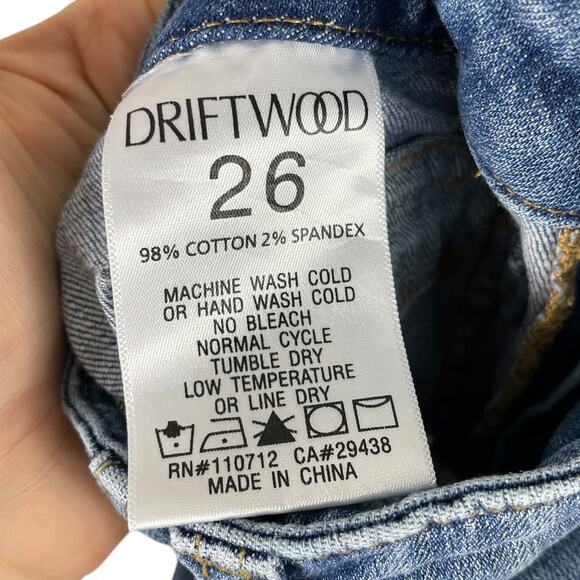 DRIFTWOOD
26
98% COTTON 2% SPANDEX
MACHINE WASH COLD
OR HAND WASH COLD
NO BLEACH
NORMAL CYCLE
TUMBLE DRY
LOW TEMPERATURE
OR LINE DRY
RN#110712 CA#29438
MADE IN CHINA